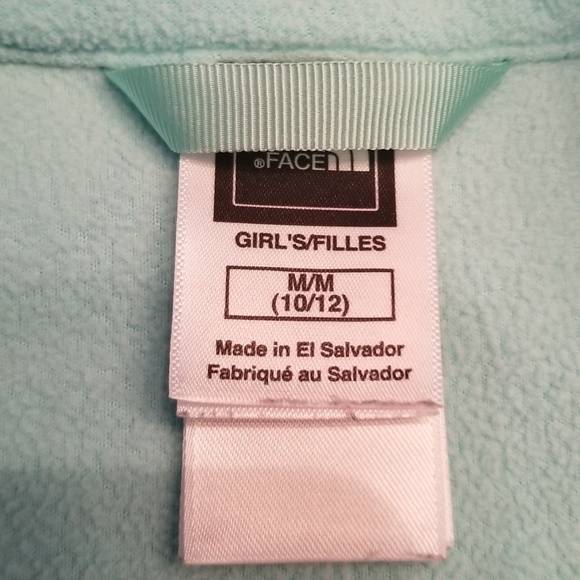 ®FACE
GIRL'S/FILLES
M/M
(10/12)
Made in El Salvador
Fabriqué au Salvador